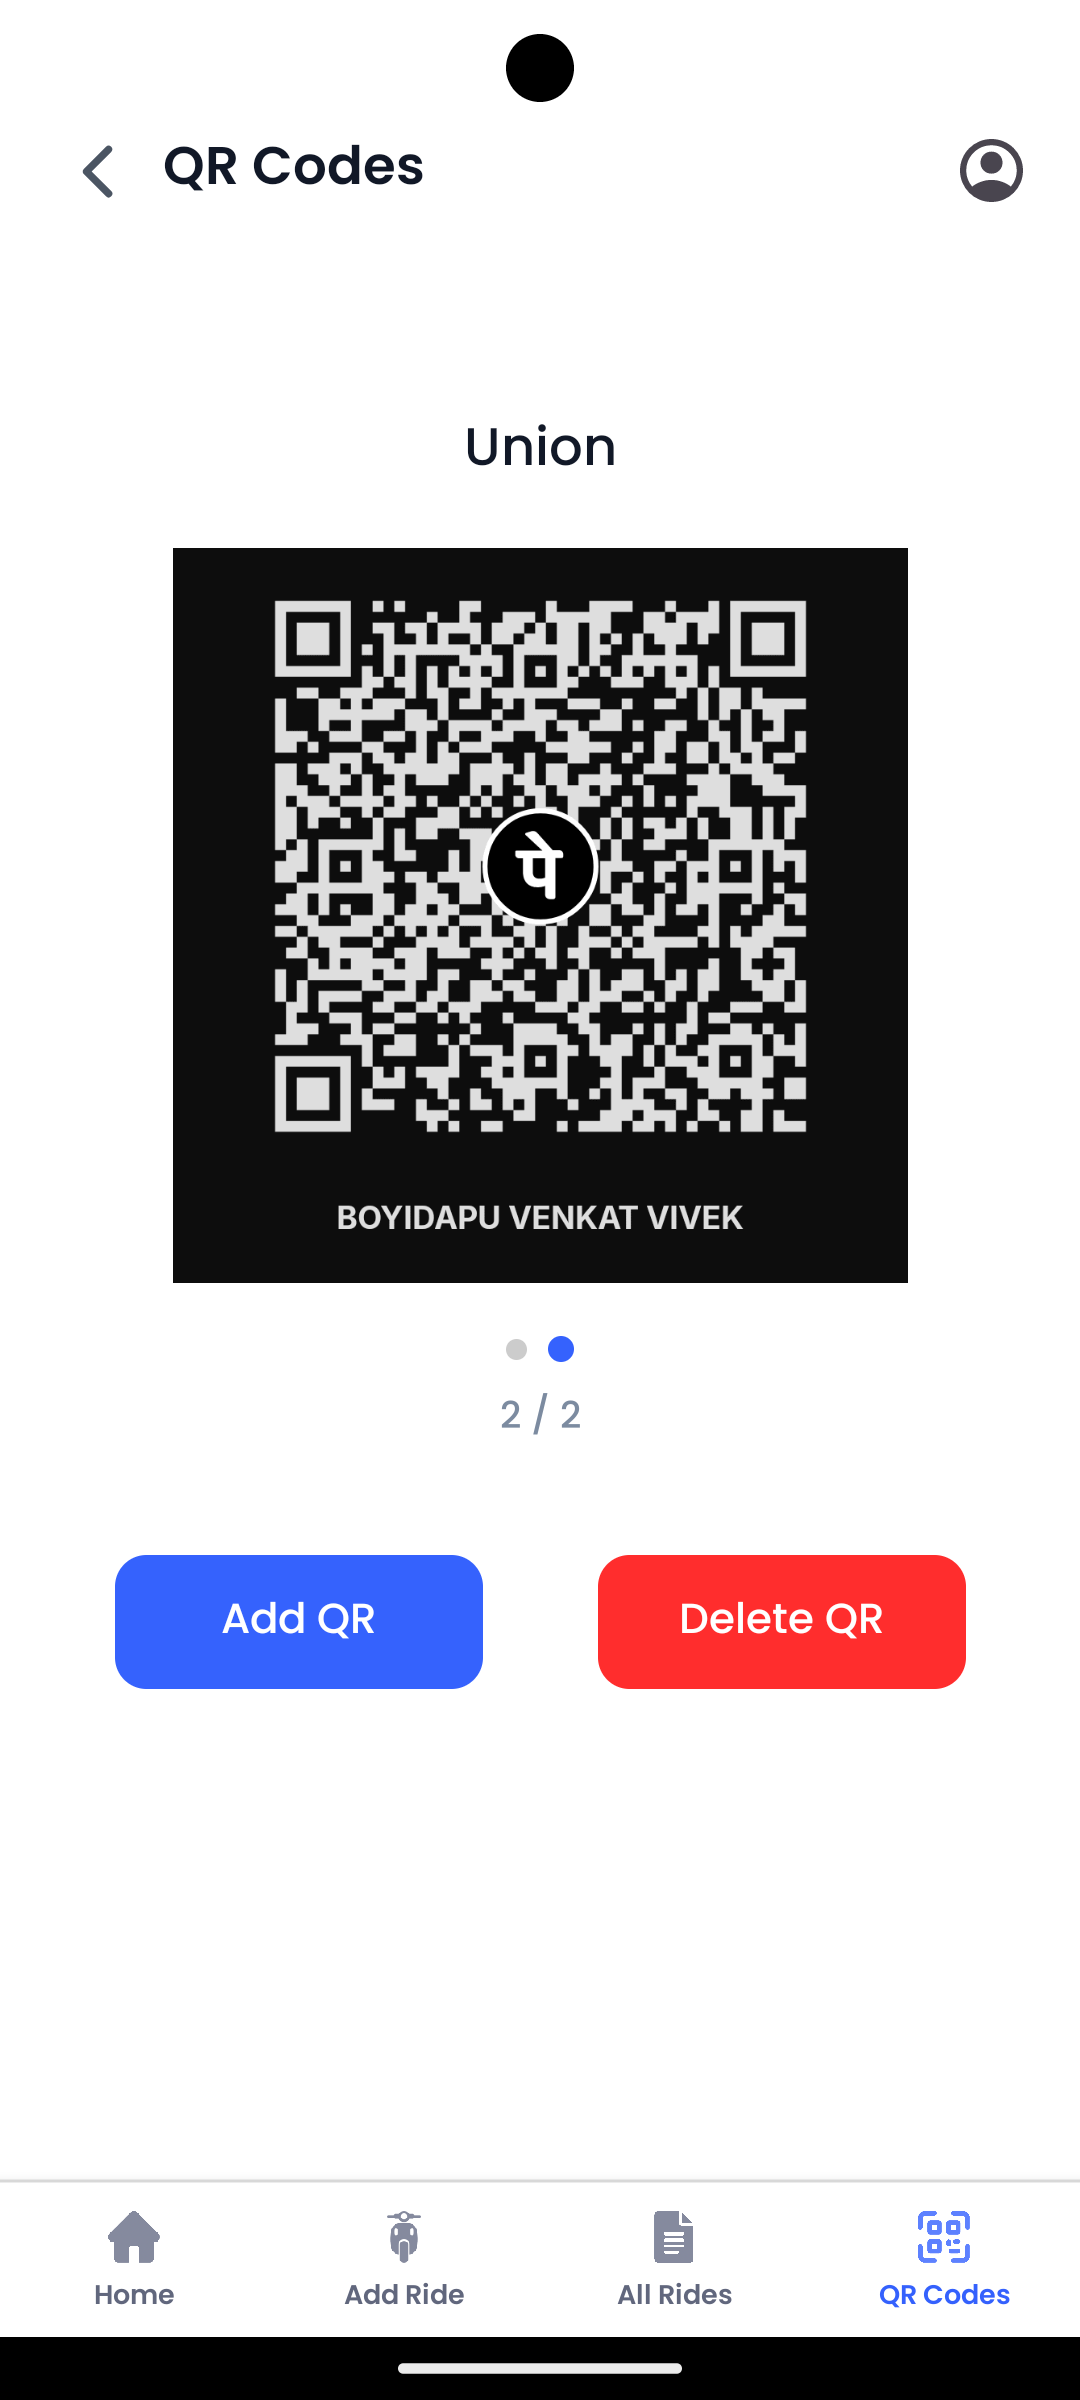 QR Codes
Union
पे
BOYIDAPU VENKAT VIVEK
2 / 2
Add QR
Delete QR
Home
Add Ride
All Rides
QR Codes